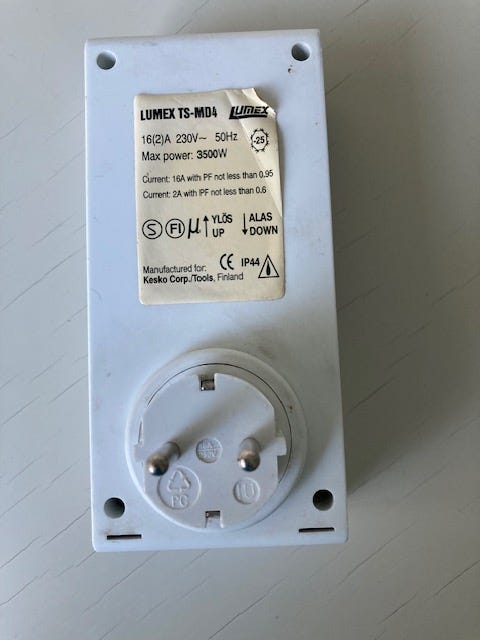 LUMEX TS-MD4 LUMEX
16(2)A 230V~ 50Hz -25
Max power: 3500W
Current: 16A with PF not less than 0.95
Current: 2A with IPF not less than 0.6
S FI µ ↑ YLÖS UP ↓ ALAS DOWN
CE IP44
Manufactured for:
Kesko Corp./Tools, Finland
PC
IU